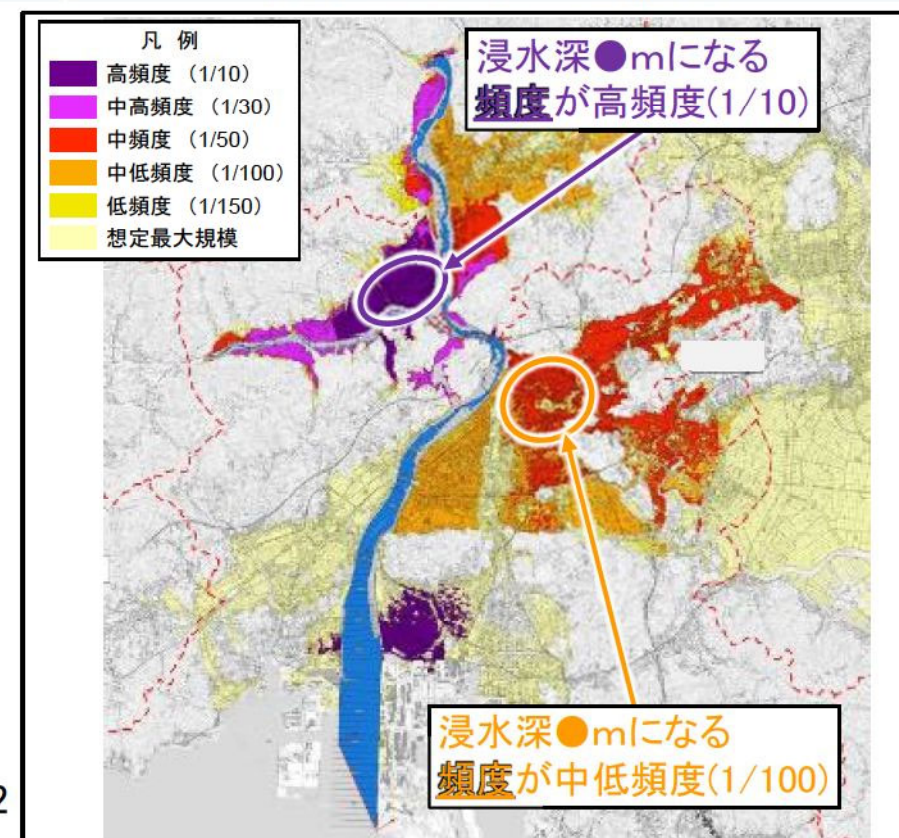 凡 例
高頻度 （1/10）
中高頻度 （1/30）
中頻度 （1/50）
中低頻度 （1/100）
低頻度 （1/150）
想定最大規模
浸水深●mになる
頻度が高頻度(1/10)
浸水深●mになる
頻度が中低頻度(1/100)
2